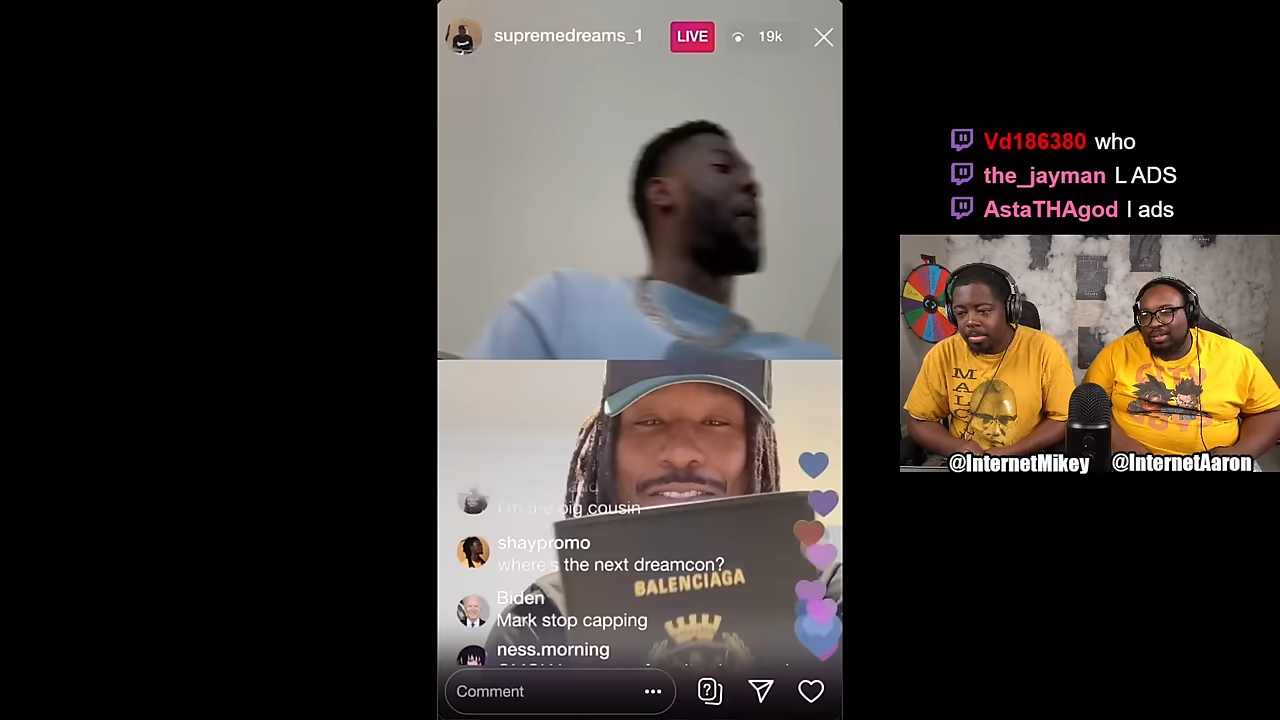 supremedreams_1
LIVE
19k
Vd186380 who
the_jayman L ADS
AstaTHAgod l ads
@InternetMikey
@InternetAaron
I'm the big cousin
shaypromo
where's the next dreamcon?
BALENCIAGA
Biden
Mark stop capping
ness.morning
Comment